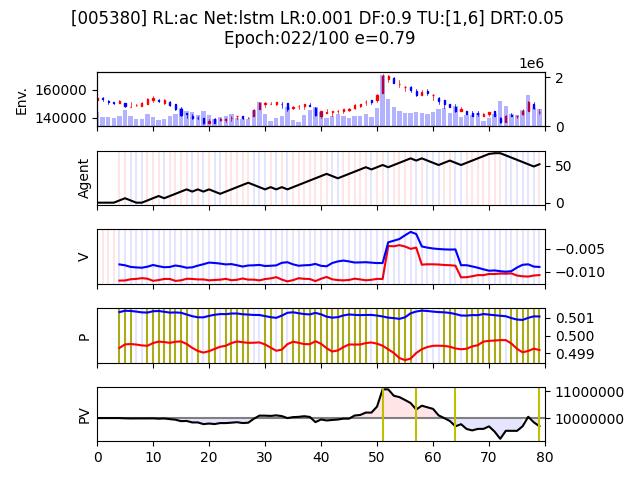 [005380] RL:ac Net:lstm LR:0.001 DF:0.9 TU:[1,6] DRT:0.05
Epoch:022/100 e=0.79
1e6
Env.
160000
140000
2
0
Agent
50
0
V
−0.005
−0.010
P
0.501
0.500
0.499
PV
11000000
10000000
0 10 20 30 40 50 60 70 80